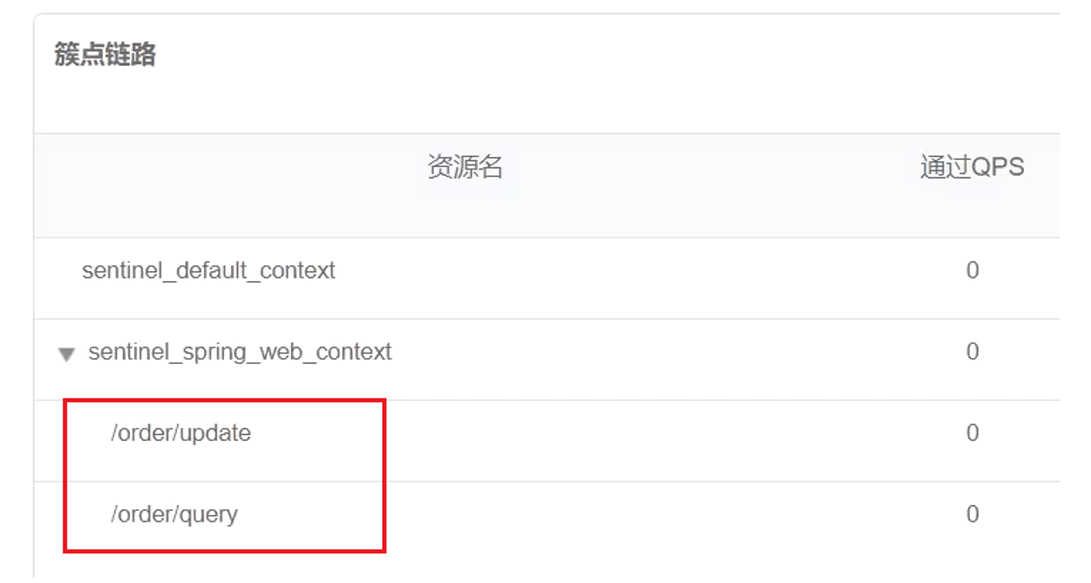 簇点链路
资源名 通过QPS
sentinel_default_context 0
sentinel_spring_web_context 0
/order/update 0
/order/query 0